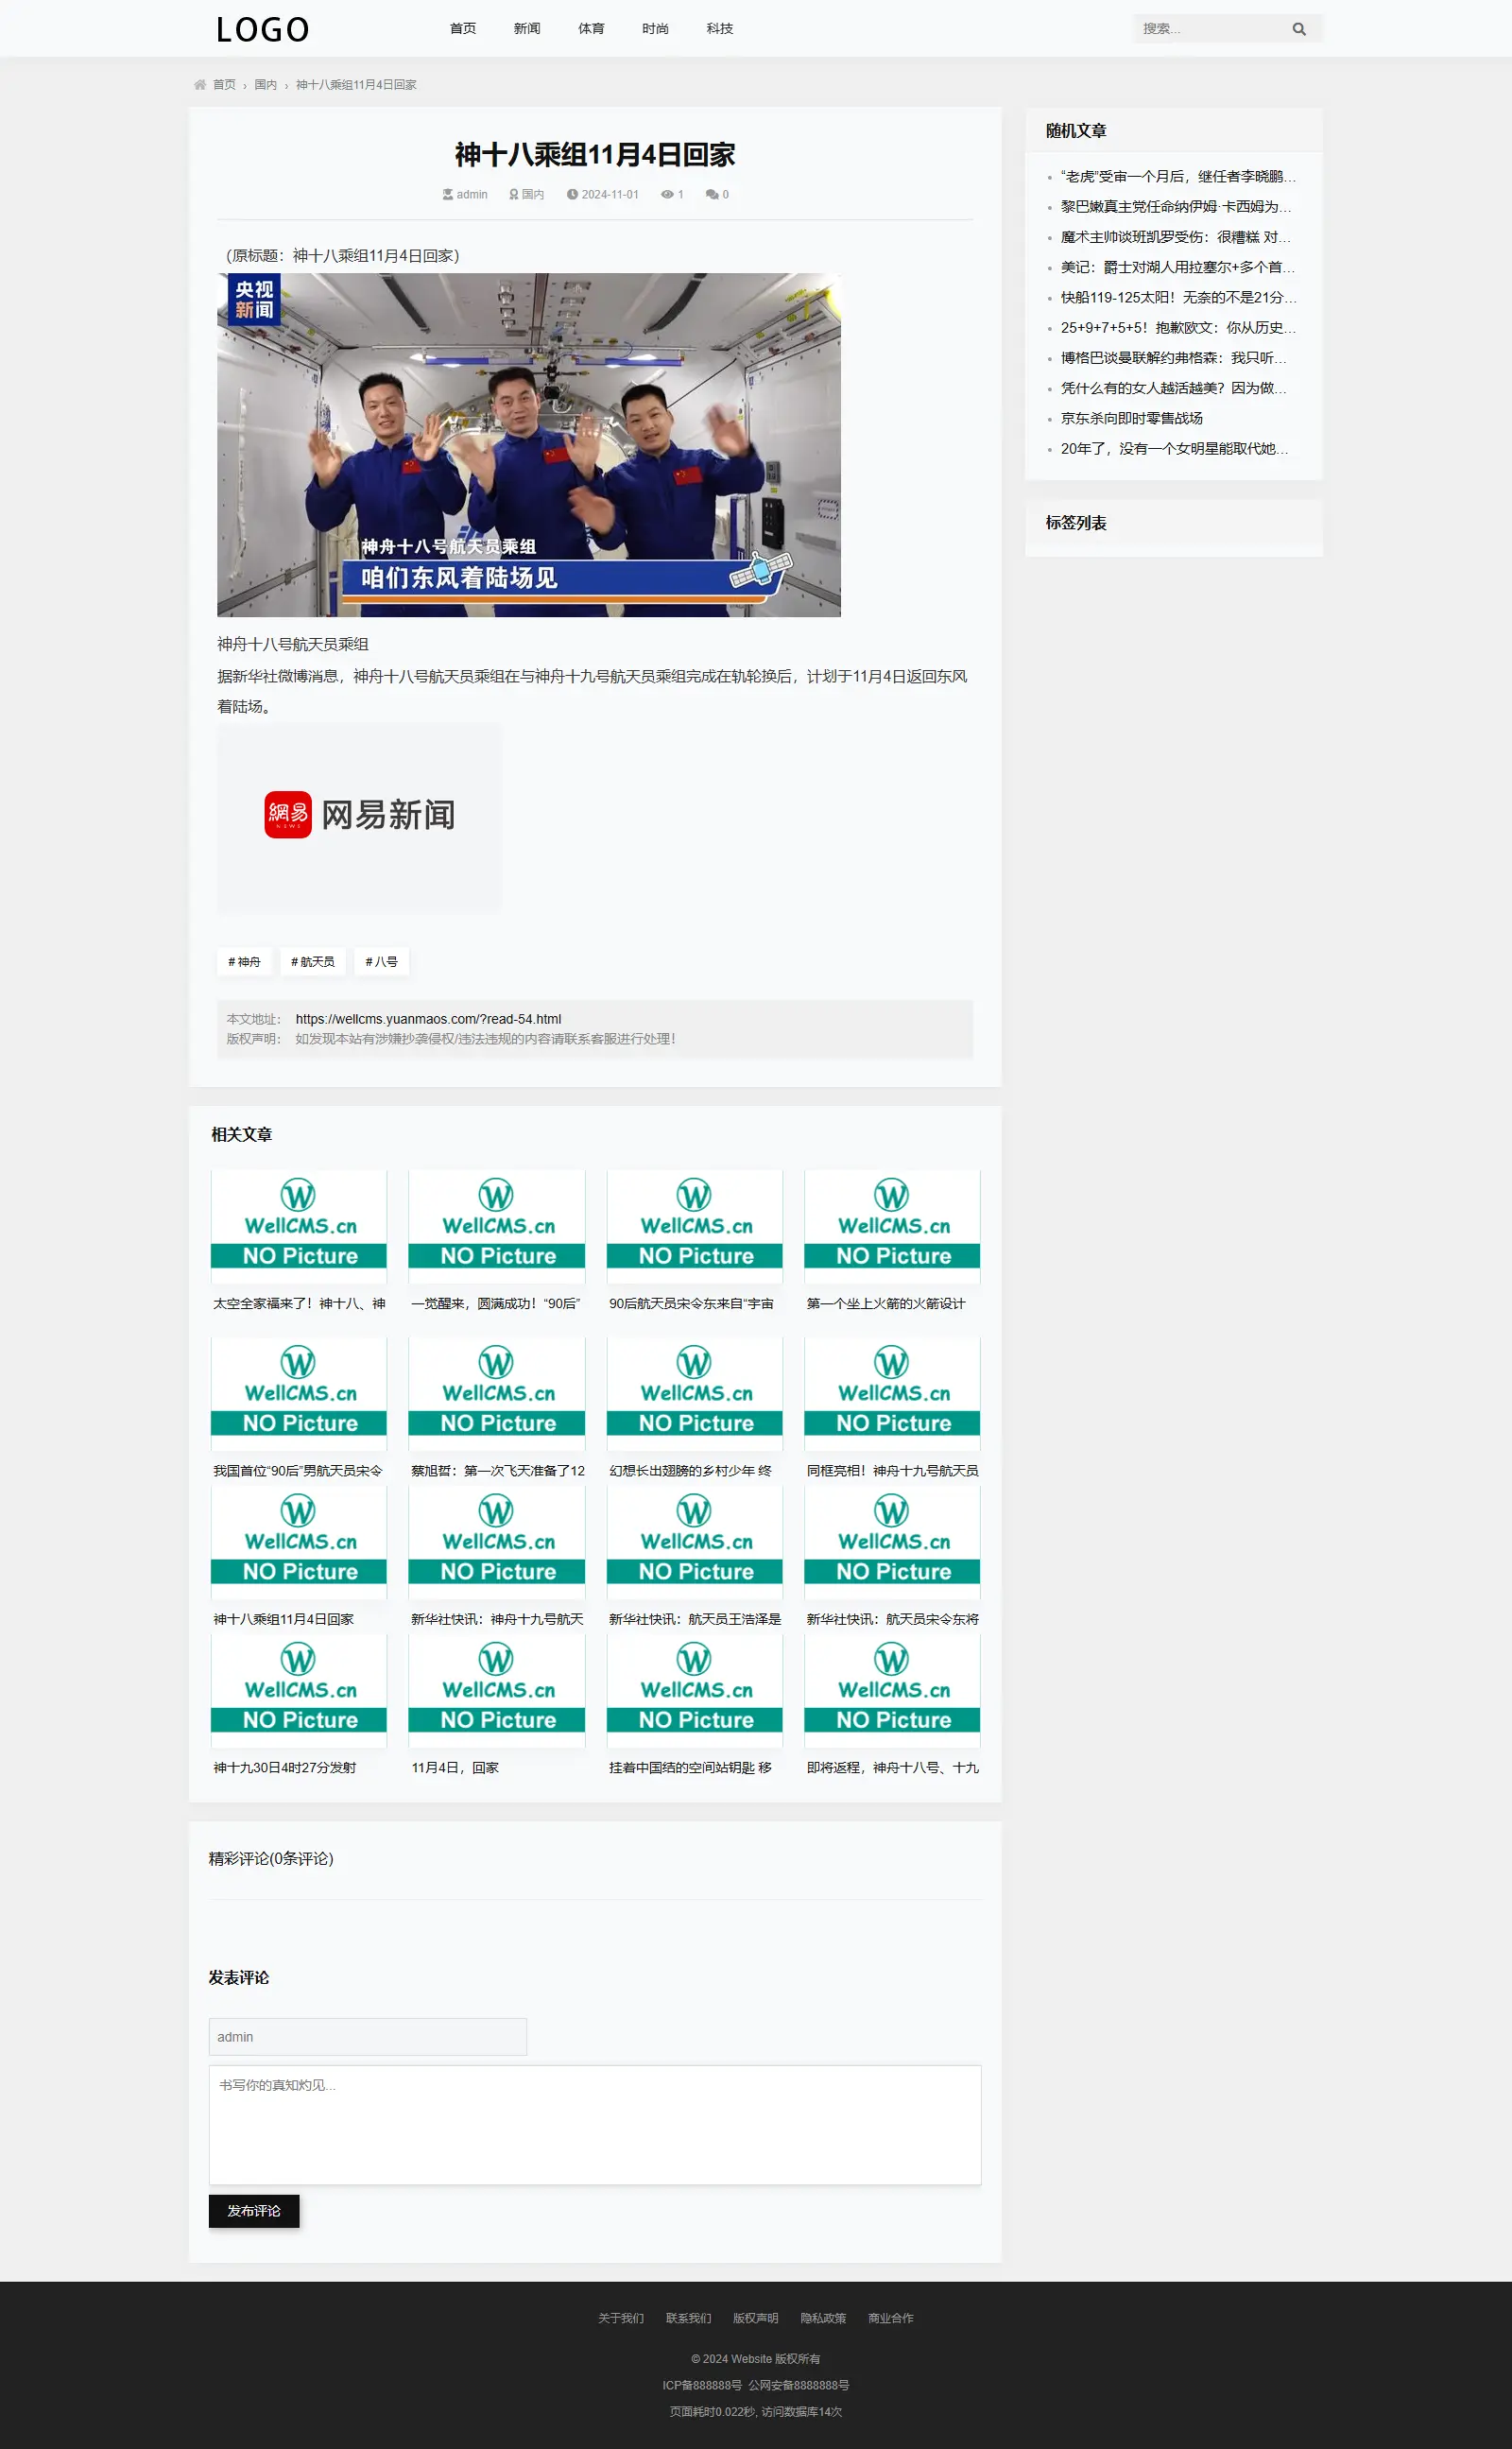 LOGO
首页
新闻
体育
时尚
科技
搜索...
首页 › 国内 › 神十八乘组11月4日回家
神十八乘组11月4日回家
admin 国内 2024-11-01 1 0
（原标题：神十八乘组11月4日回家）
央视
新闻
神舟十八号航天员乘组
咱们东风着陆场见
神舟十八号航天员乘组
据新华社微博消息，神舟十八号航天员乘组在与神舟十九号航天员乘组完成在轨轮换后，计划于11月4日返回东风
着陆场。
網易
NEWS
网易新闻
# 神舟
# 航天员
# 八号
本文地址： https://wellcms.yuanmaos.com/?read-54.html
版权声明： 如发现本站有涉嫌抄袭侵权/违法违规的内容请联系客服进行处理！
相关文章
W
WellCMS.cn
NO Picture
W
WellCMS.cn
NO Picture
W
WellCMS.cn
NO Picture
W
WellCMS.cn
NO Picture
太空全家福来了！神十八、神
一觉醒来，圆满成功！“90后”
90后航天员宋令东来自“宇宙
第一个坐上火箭的火箭设计
W
WellCMS.cn
NO Picture
W
WellCMS.cn
NO Picture
W
WellCMS.cn
NO Picture
W
WellCMS.cn
NO Picture
我国首位“90后”男航天员宋令
蔡旭哲：第一次飞天准备了12
幻想长出翅膀的乡村少年 终
同框亮相！神舟十九号航天员
W
WellCMS.cn
NO Picture
W
WellCMS.cn
NO Picture
W
WellCMS.cn
NO Picture
W
WellCMS.cn
NO Picture
神十八乘组11月4日回家
新华社快讯：神舟十九号航天
新华社快讯：航天员王浩泽是
新华社快讯：航天员宋令东将
W
WellCMS.cn
NO Picture
W
WellCMS.cn
NO Picture
W
WellCMS.cn
NO Picture
W
WellCMS.cn
NO Picture
神十九30日4时27分发射
11月4日，回家
挂着中国结的空间站钥匙 移
即将返程，神舟十八号、十九
精彩评论(0条评论)
发表评论
admin
书写你的真知灼见...
发布评论
随机文章
“老虎”受审一个月后，继任者李晓鹏...
黎巴嫩真主党任命纳伊姆·卡西姆为...
魔术主帅谈班凯罗受伤：很糟糕 对...
美记：爵士对湖人用拉塞尔+多个首...
快船119-125太阳！无奈的不是21分...
25+9+7+5+5！抱歉欧文：你从历史...
博格巴谈曼联解约弗格森：我只听...
凭什么有的女人越活越美？因为做...
京东杀向即时零售战场
20年了，没有一个女明星能取代她...
标签列表
关于我们
联系我们
版权声明
隐私政策
商业合作
© 2024 Website 版权所有
ICP备888888号 公网安备8888888号
页面耗时0.022秒, 访问数据库14次